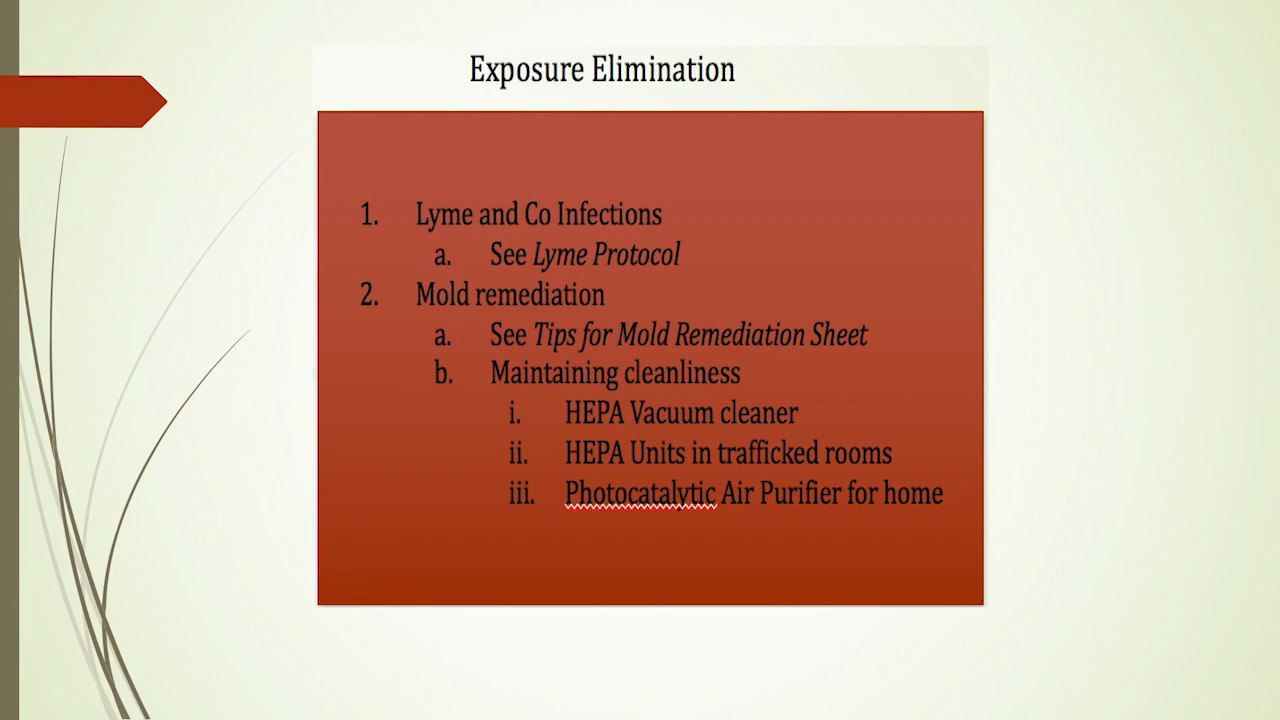 Exposure Elimination
1. Lyme and Co Infections
a. See Lyme Protocol
2. Mold remediation
a. See Tips for Mold Remediation Sheet
b. Maintaining cleanliness
i. HEPA Vacuum cleaner
ii. HEPA Units in trafficked rooms
iii. Photocatalytic Air Purifier for home